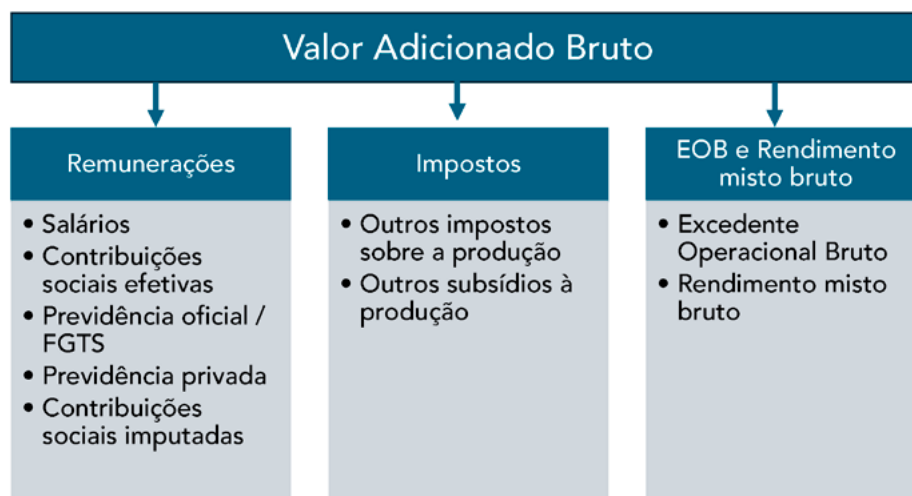 Valor Adicionado Bruto
Remunerações
• Salários
• Contribuições
sociais efetivas
• Previdência oficial /
FGTS
• Previdência privada
• Contribuições
sociais imputadas
Impostos
• Outros impostos
sobre a produção
• Outros subsídios à
produção
EOB e Rendimento
misto bruto
• Excedente
Operacional Bruto
• Rendimento misto
bruto